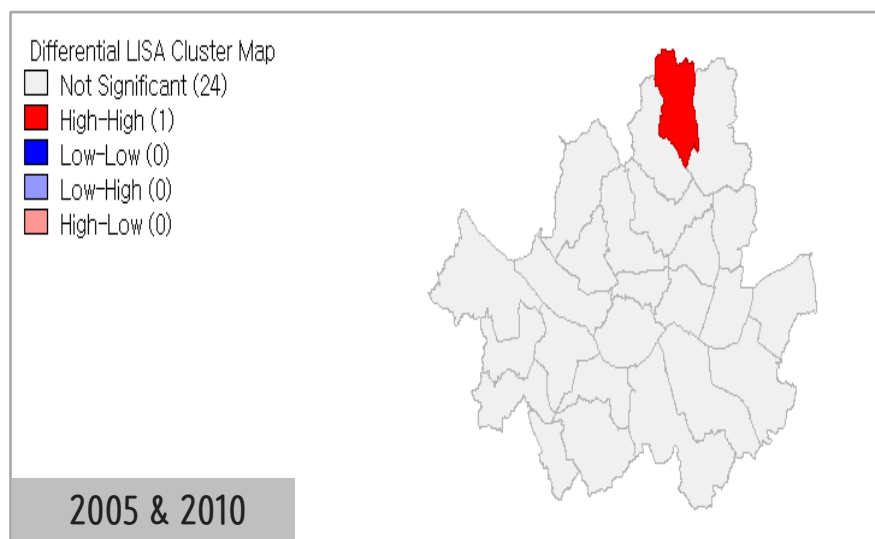 Differential LISA Cluster Map
Not Significant (24)
High-High (1)
Low-Low (0)
Low-High (0)
High-Low (0)
2005 & 2010